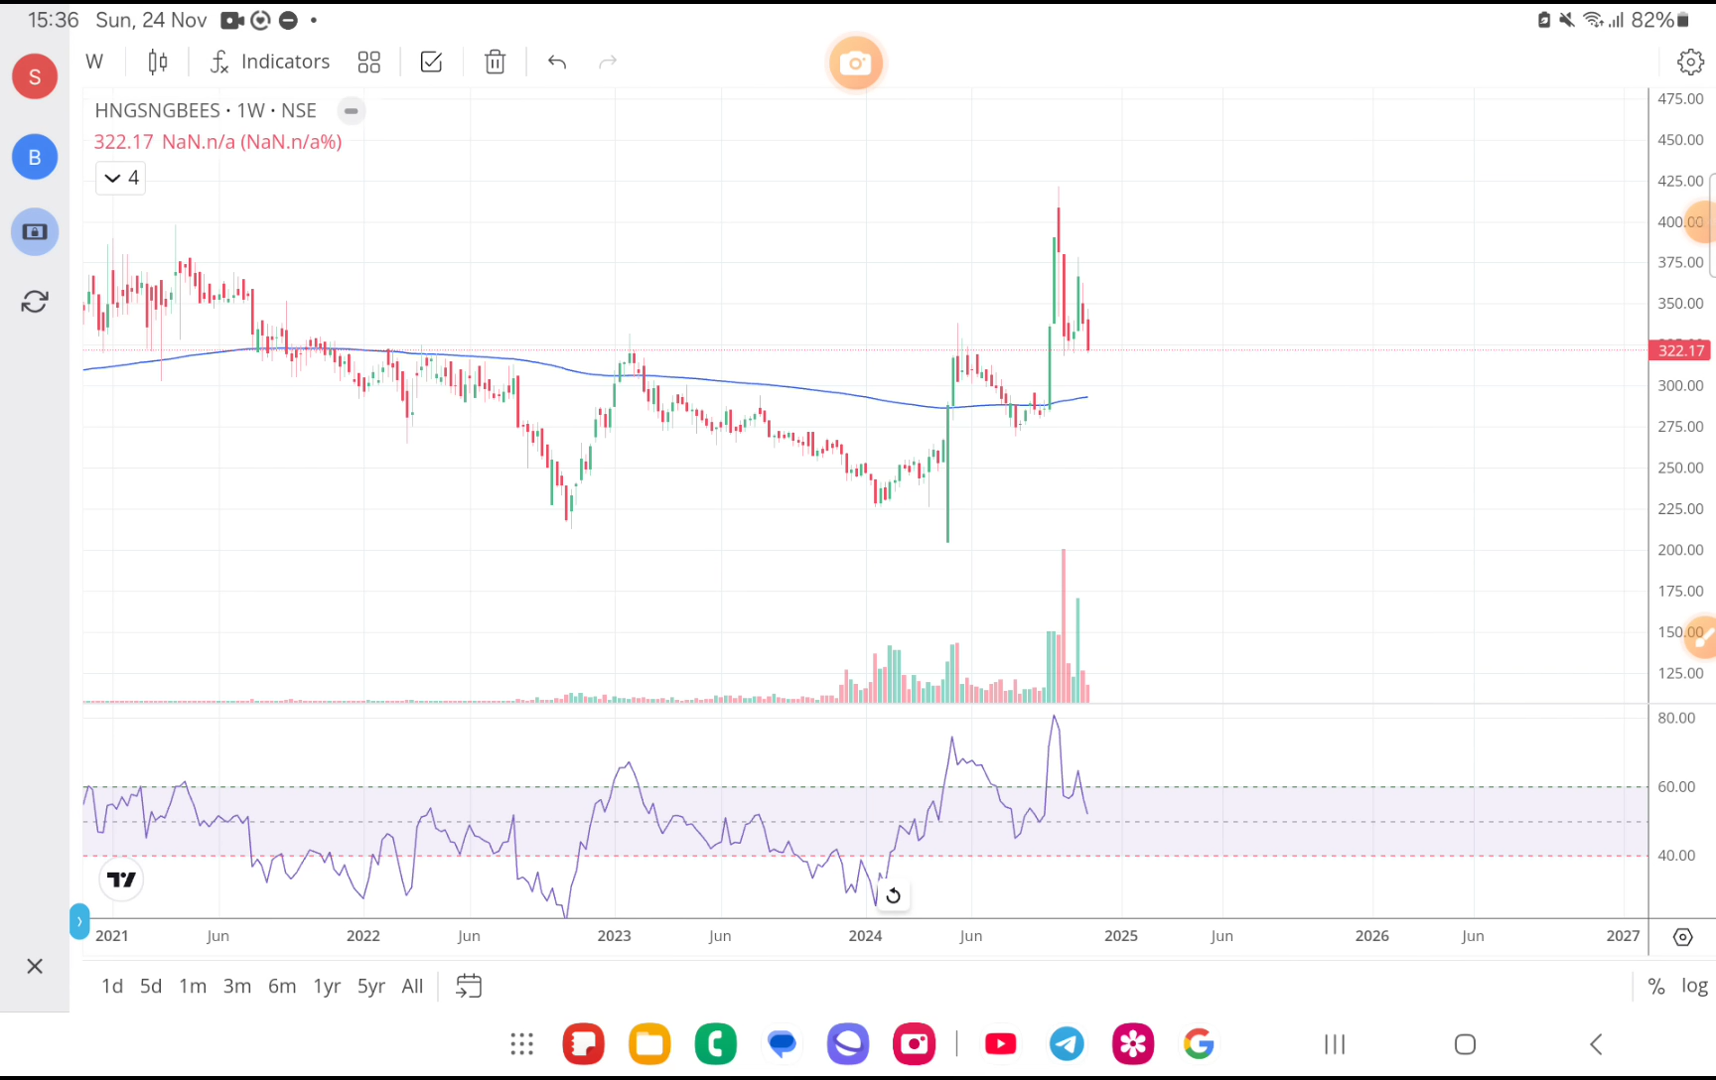 15:36 Sun, 24 Nov 82%
S
W Indicators
HNGSNGBEES · 1W · NSE
322.17 NaN.n/a (NaN.n/a%)
B
4
475.00
450.00
425.00
400.00
375.00
350.00
322.17
300.00
275.00
250.00
225.00
200.00
175.00
150.00
125.00
80.00
60.00
40.00
2021 Jun 2022 Jun 2023 Jun 2024 Jun 2025 Jun 2026 Jun 2027
1d 5d 1m 3m 6m 1yr 5yr All % log